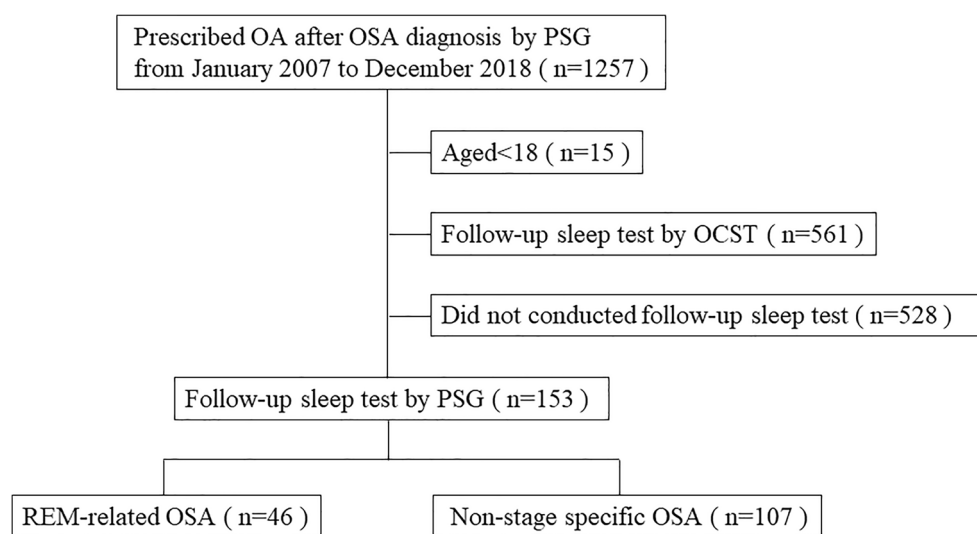 Prescribed OA after OSA diagnosis by PSG
from January 2007 to December 2018 ( n=1257 )
Aged<18 ( n=15 )
Follow-up sleep test by OCST ( n=561 )
Did not conducted follow-up sleep test ( n=528 )
Follow-up sleep test by PSG ( n=153 )
REM-related OSA ( n=46 )
Non-stage specific OSA ( n=107 )